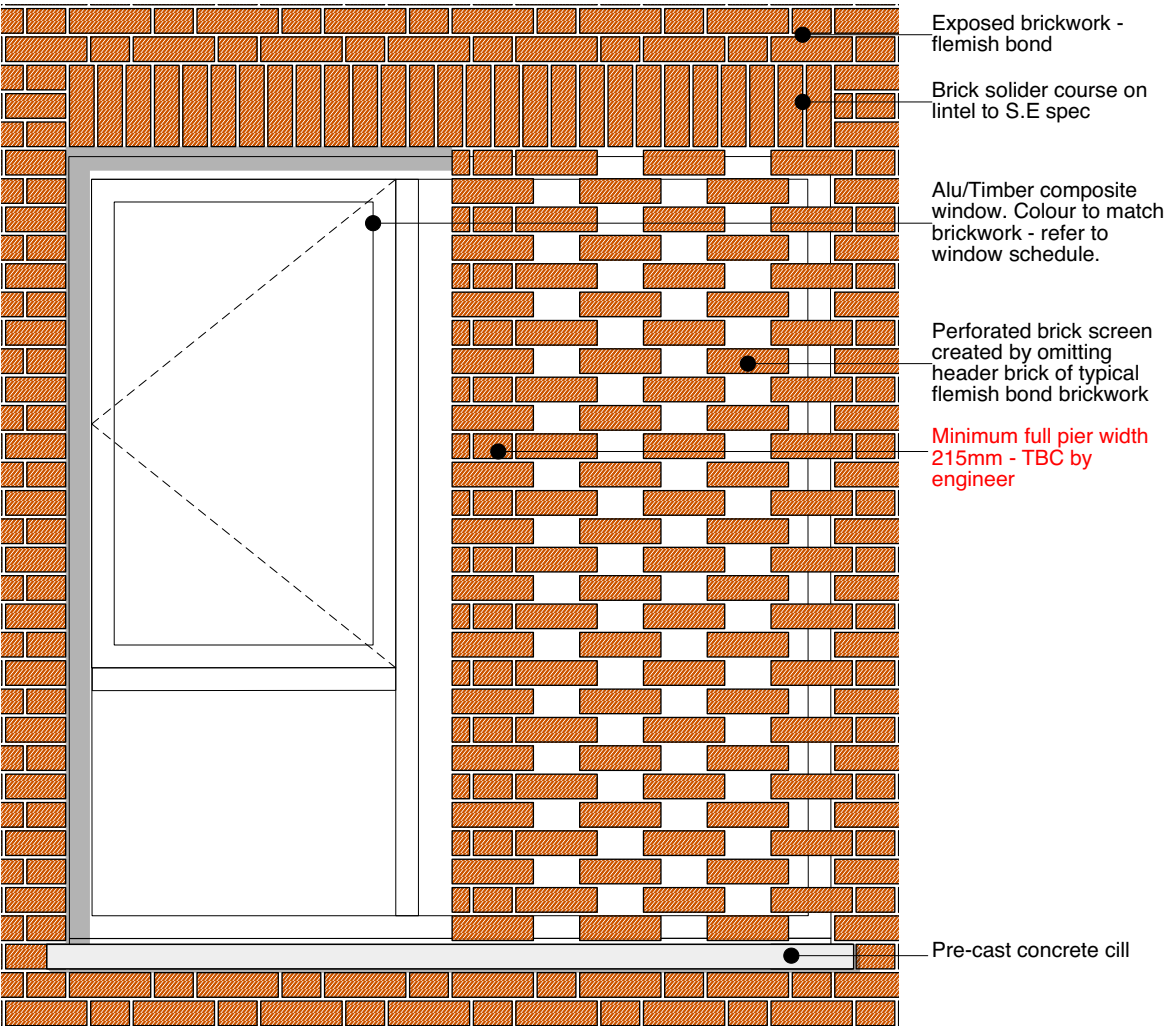 Exposed brickwork -
flemish bond
Brick solider course on
lintel to S.E spec
Alu/Timber composite
window. Colour to match
brickwork - refer to
window schedule.
Perforated brick screen
created by omitting
header brick of typical
flemish bond brickwork
Minimum full pier width
215mm - TBC by
engineer
Pre-cast concrete cill